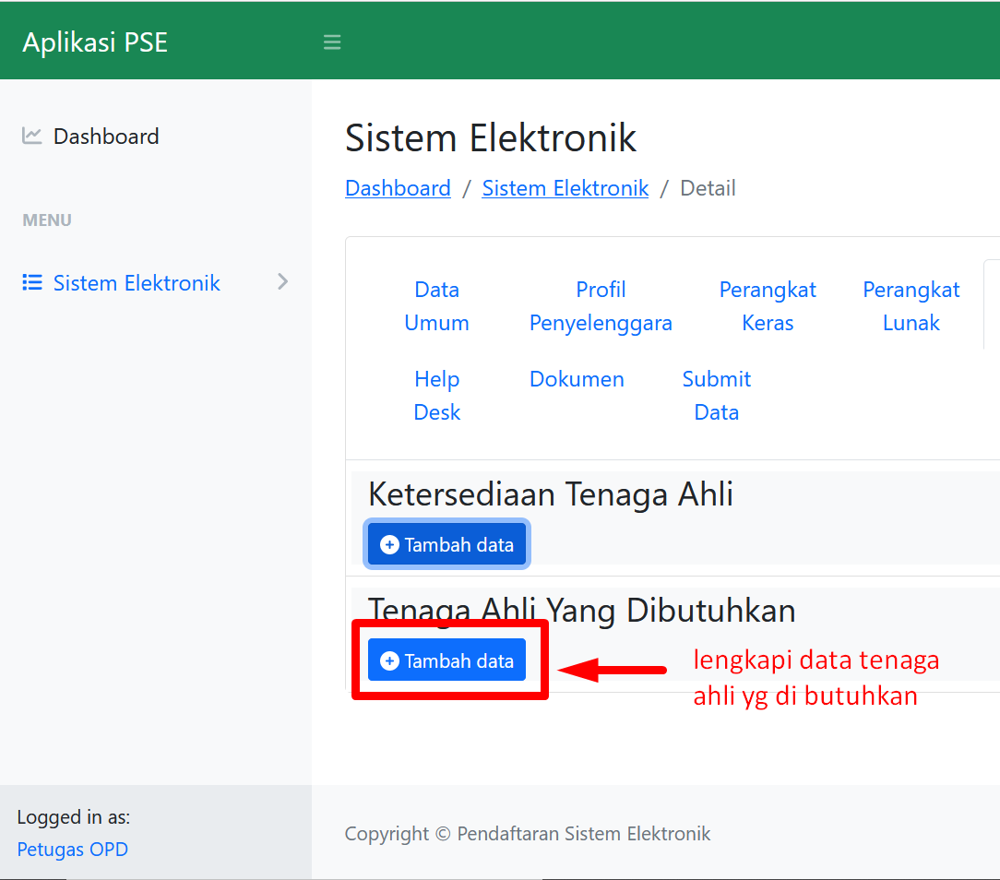 Aplikasi PSE
Dashboard
MENU
Sistem Elektronik
Sistem Elektronik
Dashboard / Sistem Elektronik / Detail
Data Umum
Profil Penyelenggara
Perangkat Keras
Perangkat Lunak
Help Desk
Dokumen
Submit Data
Ketersediaan Tenaga Ahli
Tambah data
Tenaga Ahli Yang Dibutuhkan
Tambah data
lengkapi data tenaga
ahli yg di butuhkan
Logged in as:
Petugas OPD
Copyright © Pendaftaran Sistem Elektronik